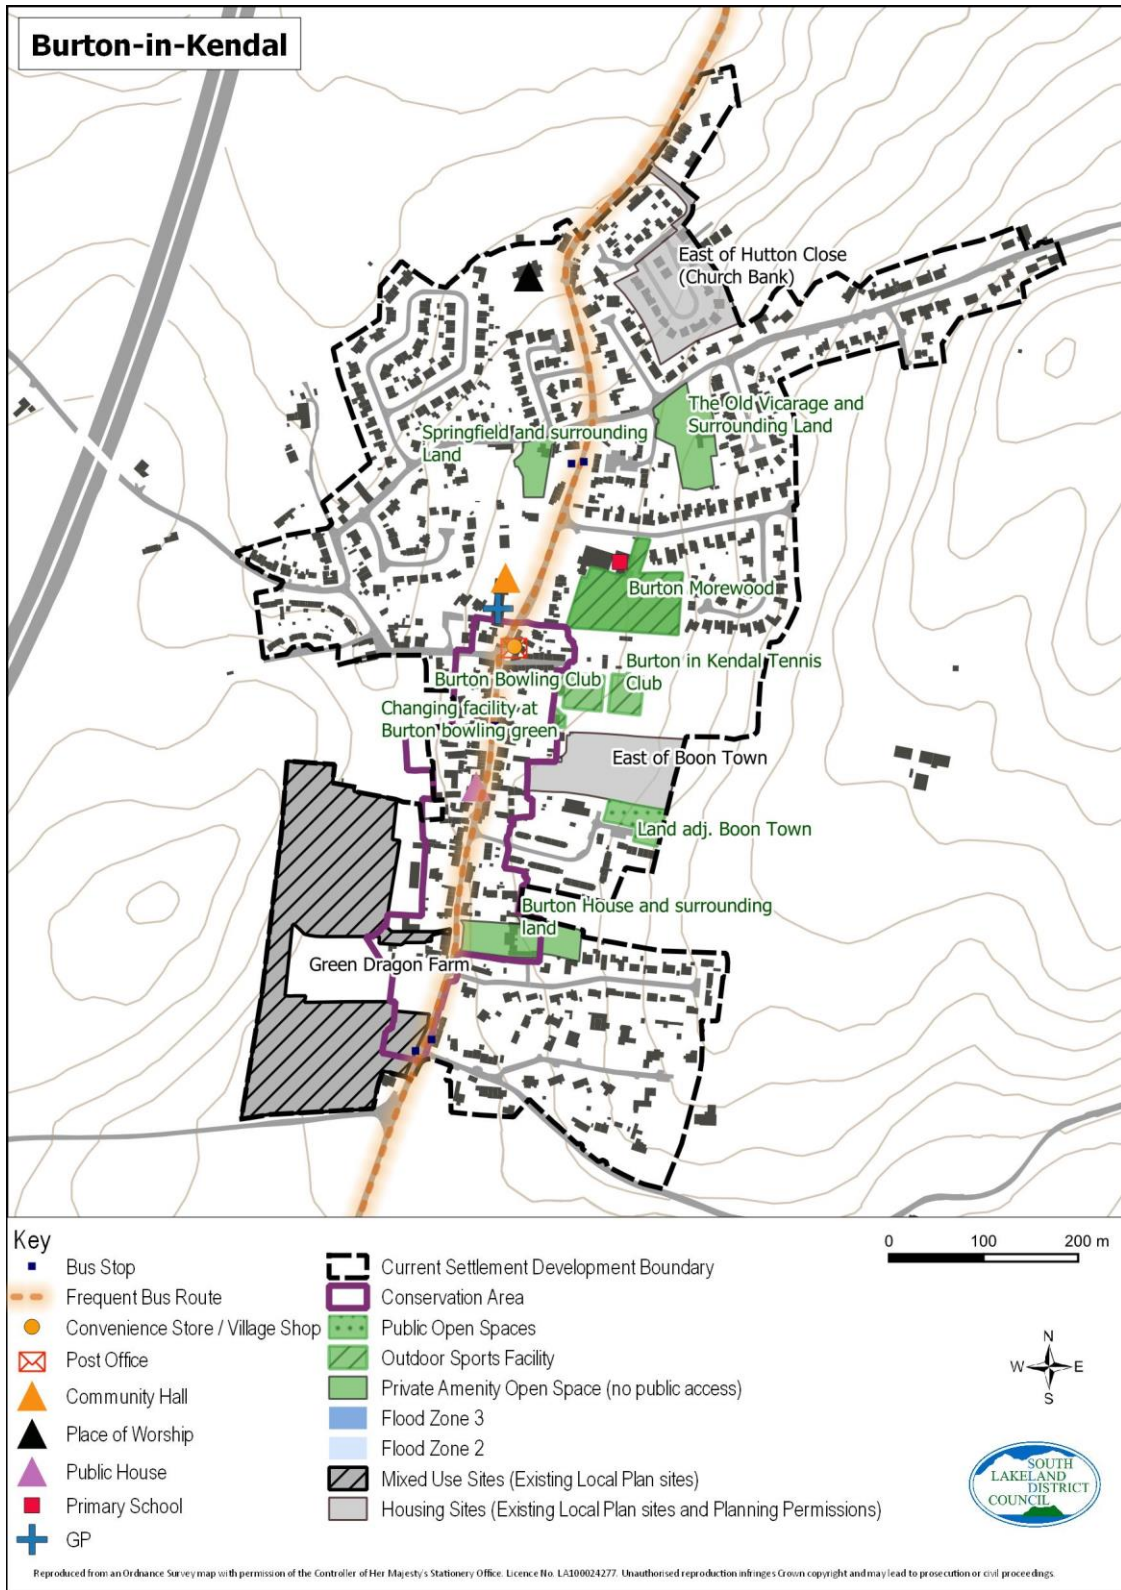 Burton-in-Kendal
East of Hutton Close
(Church Bank)
The Old Vicarage and
Surrounding Land
Springfield and surrounding
Land
Burton Morewood
Burton in Kendal Tennis
Club
Burton Bowling Club
Changing facility at
Burton bowling green
East of Boon Town
Land adj. Boon Town
Burton House and surrounding
land
Green Dragon Farm
Key
Bus Stop
Frequent Bus Route
Convenience Store / Village Shop
Post Office
Community Hall
Place of Worship
Public House
Primary School
GP
Current Settlement Development Boundary
Conservation Area
Public Open Spaces
Outdoor Sports Facility
Private Amenity Open Space (no public access)
Flood Zone 3
Flood Zone 2
Mixed Use Sites (Existing Local Plan sites)
Housing Sites (Existing Local Plan sites and Planning Permissions)
0 100 200 m
N
W E
S
SOUTH
LAKELAND
DISTRICT
COUNCIL
Reproduced from an Ordnance Survey map with permission of the Controller of Her Majesty's Stationery Office. Licence No. LA100024277. Unauthorised reproduction infringes Crown copyright and may lead to prosecution or civil proceedings.